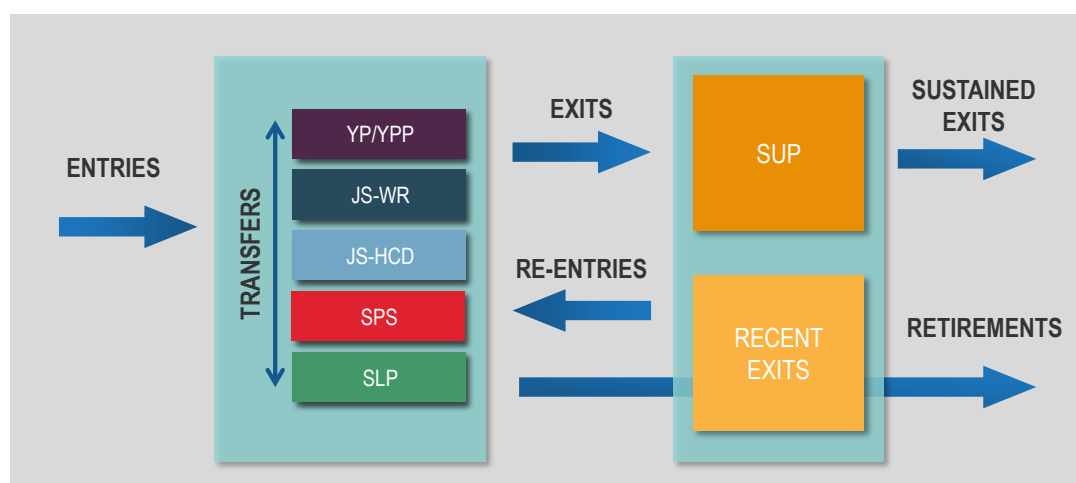 ENTRIES
TRANSFERS
YP/YPP
JS-WR
JS-HCD
SPS
SLP
EXITS
RE-ENTRIES
SUP
RECENT
EXITS
SUSTAINED
EXITS
RETIREMENTS